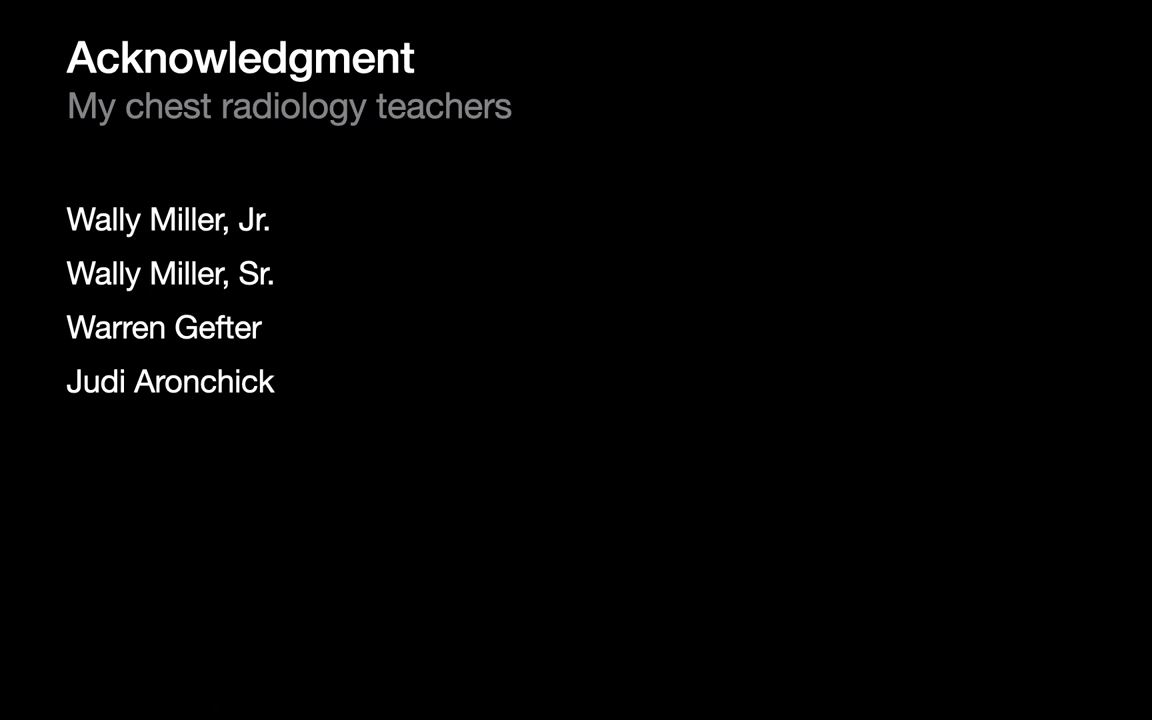 Acknowledgment
My chest radiology teachers
Wally Miller, Jr.
Wally Miller, Sr.
Warren Gefter
Judi Aronchick